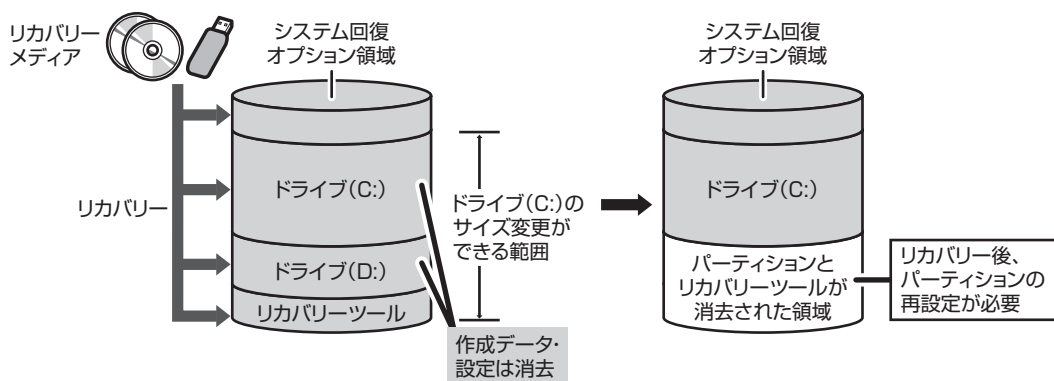 リカバリー
メディア
システム回復
オプション領域
リカバリー
ドライブ(C:)
ドライブ(D:)
リカバリーツール
ドライブ(C:)の
サイズ変更が
できる範囲
作成データ・
設定は消去
システム回復
オプション領域
ドライブ(C:)
パーティションと
リカバリーツールが
消去された領域
リカバリー後、
パーティションの
再設定が必要